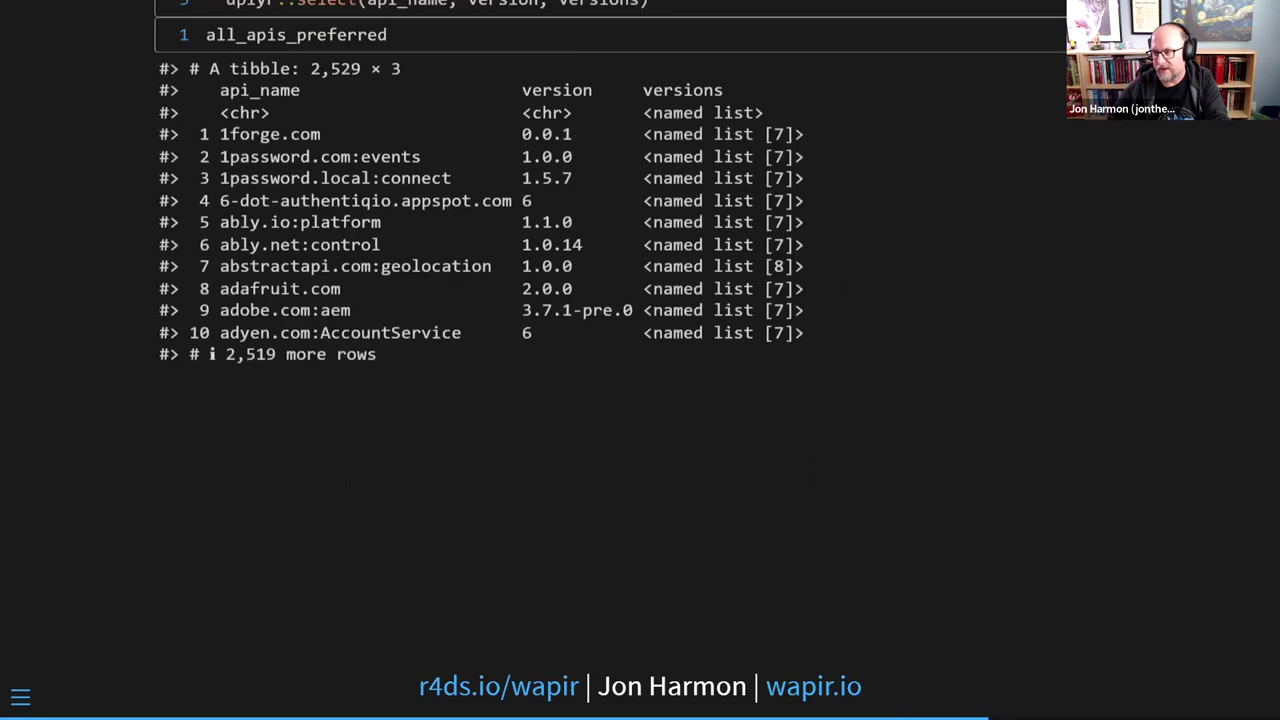 5 dplyr::select(api_name, version, versions)
1 all_apis_preferred
#> # A tibble: 2,529 × 3
#> api_name version versions
#> <chr> <chr> <named list>
#> 1 1forge.com 0.0.1 <named list [7]>
#> 2 1password.com:events 1.0.0 <named list [7]>
#> 3 1password.local:connect 1.5.7 <named list [7]>
#> 4 6-dot-authentiqio.appspot.com 6 <named list [7]>
#> 5 ably.io:platform 1.1.0 <named list [7]>
#> 6 ably.net:control 1.0.14 <named list [7]>
#> 7 abstractapi.com:geolocation 1.0.0 <named list [8]>
#> 8 adafruit.com 2.0.0 <named list [7]>
#> 9 adobe.com:aem 3.7.1-pre.0 <named list [7]>
#> 10 adyen.com:AccountService 6 <named list [7]>
#> # ℹ 2,519 more rows
Jon Harmon (jonthe...
r4ds.io/wapir | Jon Harmon | wapir.io